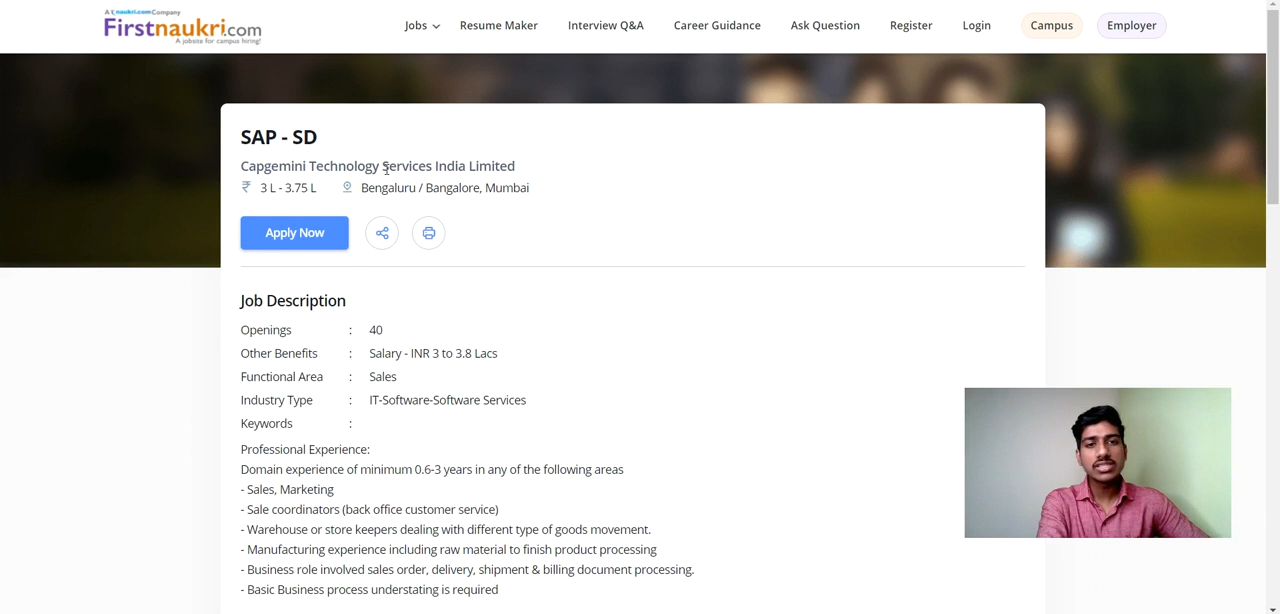 A naukri.com Company
Firstnaukri.com
A jobsite for campus hiring!
Jobs
Resume Maker
Interview Q&A
Career Guidance
Ask Question
Register
Login
Campus
Employer
SAP - SD
Capgemini Technology Services India Limited
₹ 3 L - 3.75 L Bengaluru / Bangalore, Mumbai
Apply Now
Job Description
Openings : 40
Other Benefits : Salary - INR 3 to 3.8 Lacs
Functional Area : Sales
Industry Type : IT-Software-Software Services
Keywords :
Professional Experience:
Domain experience of minimum 0.6-3 years in any of the following areas
- Sales, Marketing
- Sale coordinators (back office customer service)
- Warehouse or store keepers dealing with different type of goods movement.
- Manufacturing experience including raw material to finish product processing
- Business role involved sales order, delivery, shipment & billing document processing.
- Basic Business process understating is required